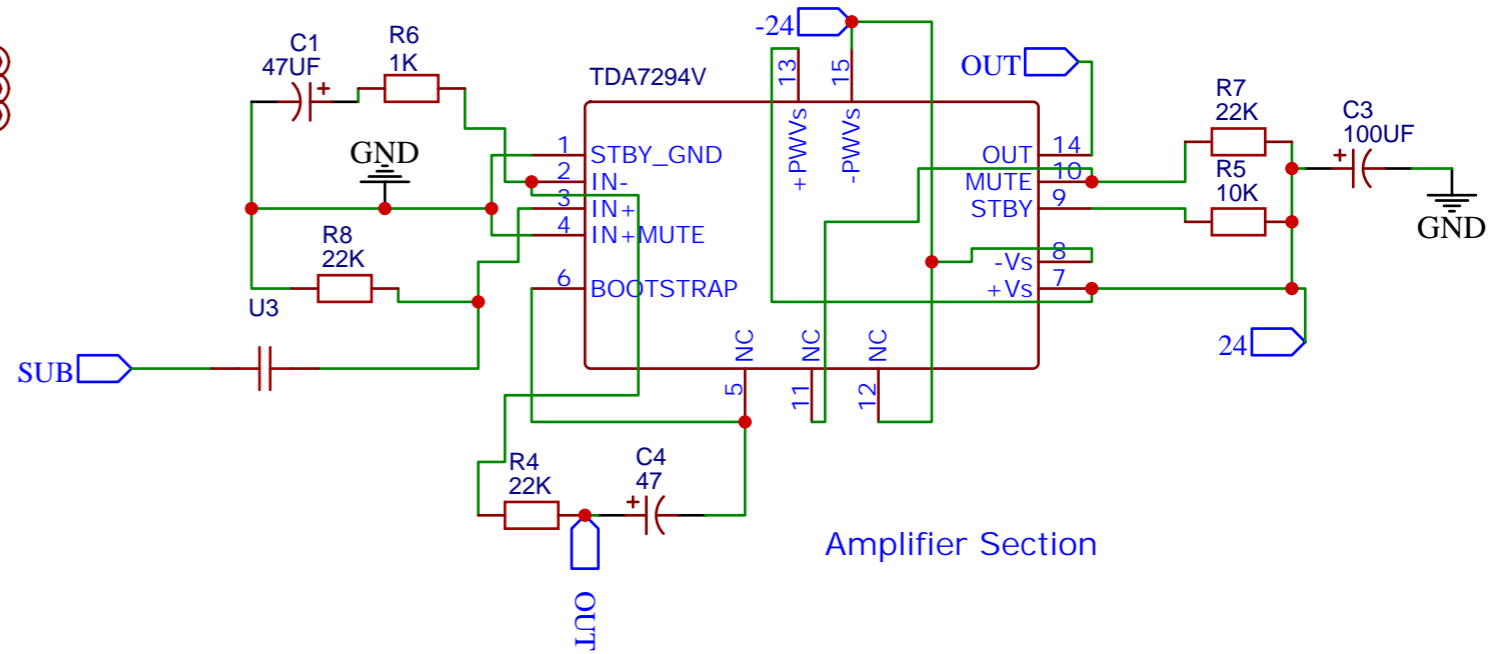 -24
OUT
C1
47UF
R6
1K
TDA7294V
GND
R7
22K
C3
100UF
R5
10K
GND
13
15
+PWVs
-PWVs
1
STBY_GND
2
IN-
3
IN+
4
IN+MUTE
6
BOOTSTRAP
OUT
14
MUTE
10
STBY
9
-Vs
8
+Vs
7
R8
22K
U3
SUB
24
NC
NC
NC
5
11
12
R4
22K
C4
47
OUT
Amplifier Section